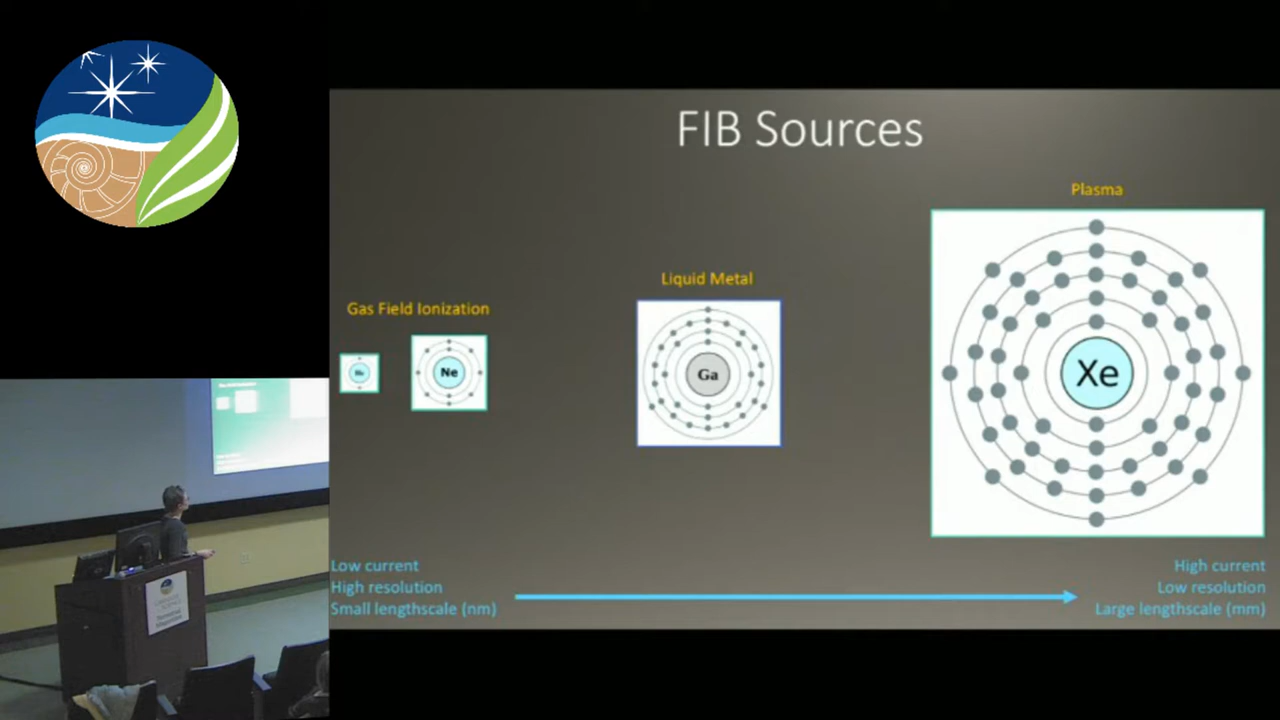 FIB Sources
Plasma
Liquid Metal
Gas Field Ionization
Ne
Ga
Xe
Low current
High resolution
Small lengthscale (nm)
High current
Low resolution
Large lengthscale (mm)